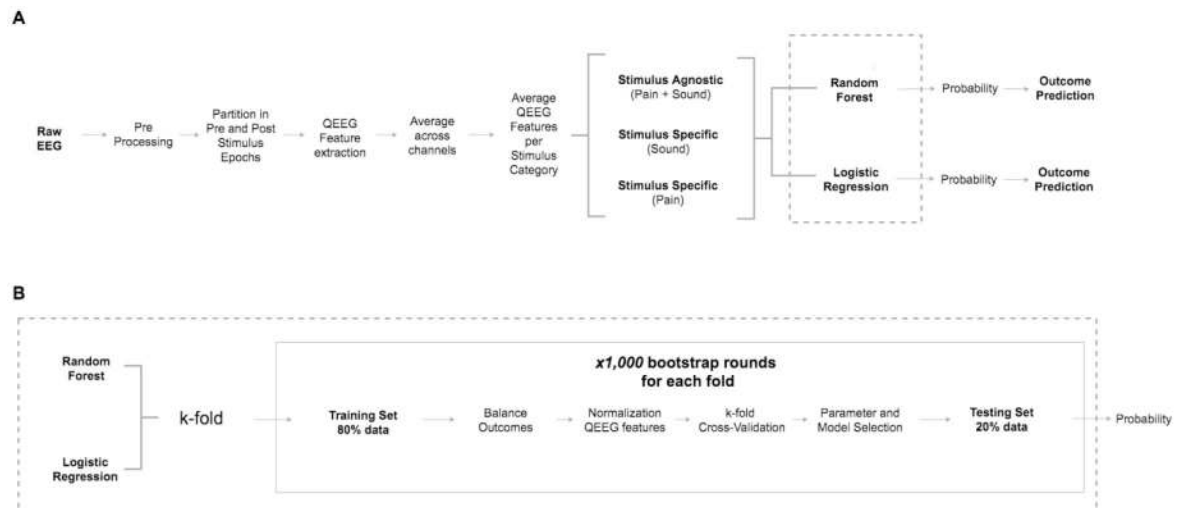 A
Raw
EEG
Pre
Processing
Partition in
Pre and Post
Stimulus
Epochs
QEEG
Feature
extraction
Average
across
channels
Average
QEEG
Features
per
Stimulus
Category
Stimulus Agnostic
(Pain + Sound)
Stimulus Specific
(Sound)
Stimulus Specific
(Pain)
Random
Forest
Probability
Outcome
Prediction
Logistic
Regression
Probability
Outcome
Prediction
B
Random
Forest
Logistic
Regression
k-fold
x1,000 bootstrap rounds
for each fold
Training Set
80% data
Balance
Outcomes
Normalization
QEEG features
k-fold
Cross-Validation
Parameter and
Model Selection
Testing Set
20% data
Probability